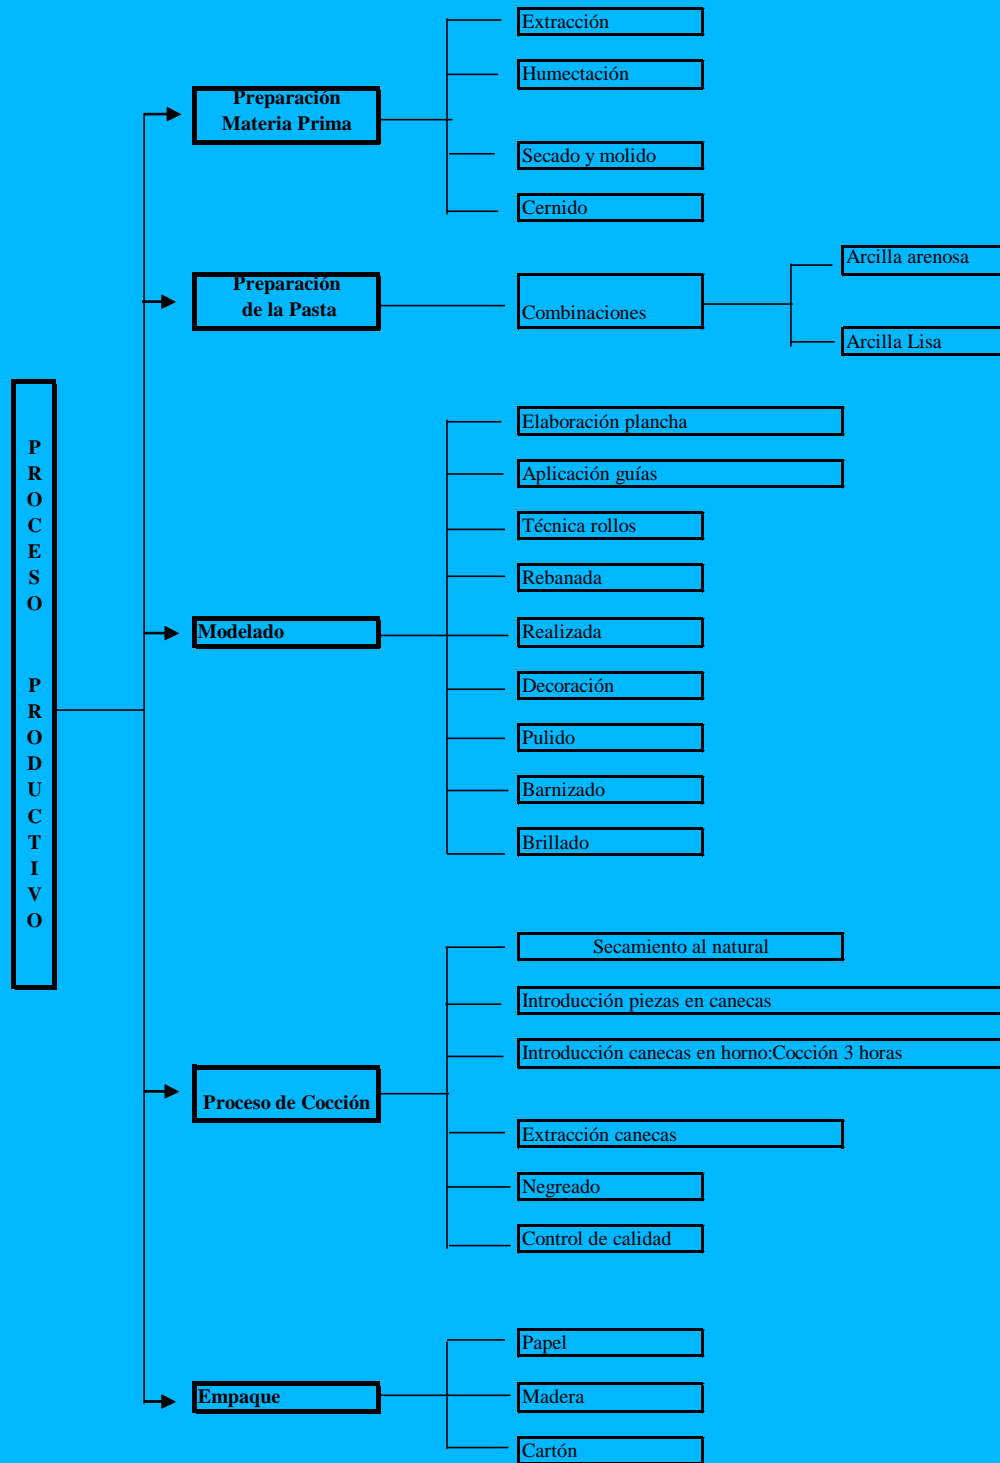 PROCESO PRODUCTIVO
Preparación
Materia Prima
Extracción
Humectación
Secado y molido
Cernido
Preparación
de la Pasta
Combinaciones
Arcilla arenosa
Arcilla Lisa
Modelado
Elaboración plancha
Aplicación guías
Técnica rollos
Rebanada
Realizada
Decoración
Pulido
Barnizado
Brillado
Proceso de Cocción
Secamiento al natural
Introducción piezas en canecas
Introducción canecas en horno:Cocción 3 horas
Extracción canecas
Negreado
Control de calidad
Empaque
Papel
Madera
Cartón